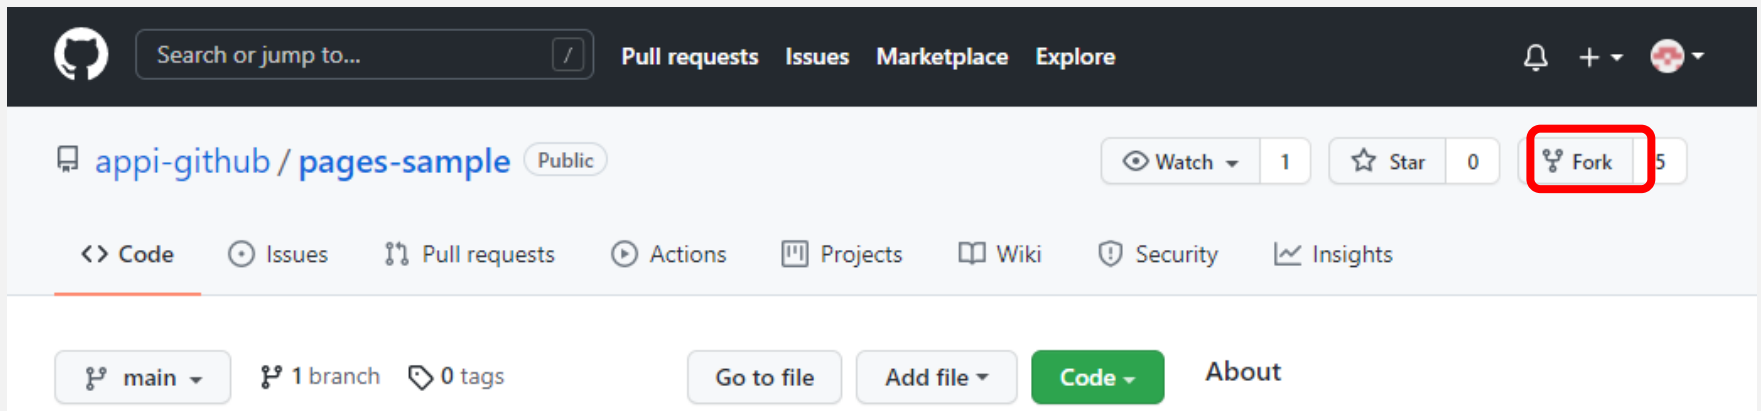 Search or jump to... / Pull requests Issues Marketplace Explore
appi-github / pages-sample Public Watch 1 Star 0 Fork 5
Code Issues Pull requests Actions Projects Wiki Security Insights
main 1 branch 0 tags Go to file Add file Code About